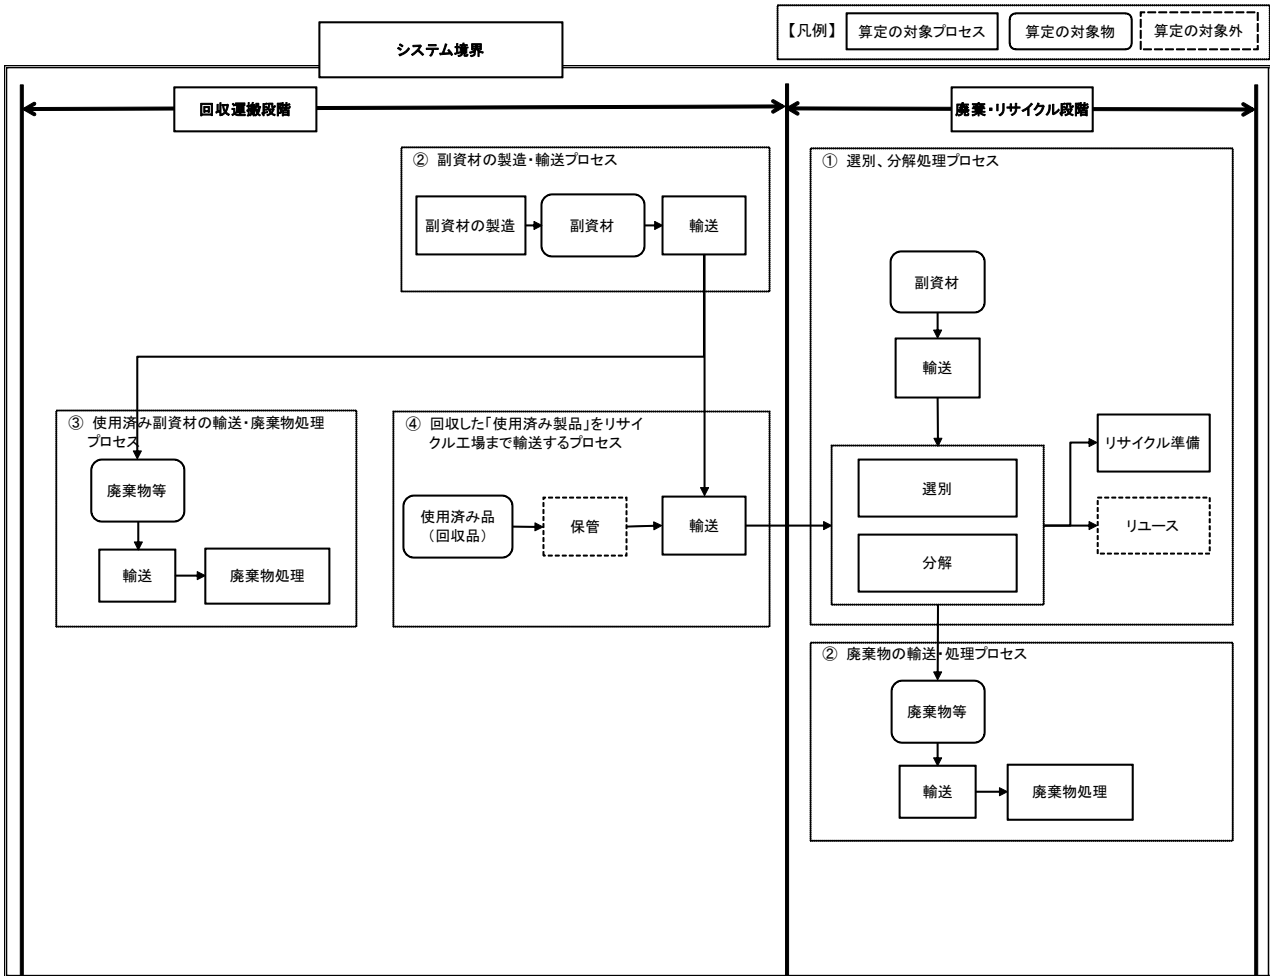 システム境界
【凡例】
算定の対象プロセス
算定の対象物
算定の対象外
回収運搬段階
廃棄・リサイクル段階
② 副資材の製造・輸送プロセス
副資材の製造
副資材
輸送
③ 使用済み副資材の輸送・廃棄物処理
プロセス
廃棄物等
輸送
廃棄物処理
④ 回収した「使用済み製品」をリサイ
クル工場まで輸送するプロセス
使用済み品
（回収品）
保管
輸送
① 選別、分解処理プロセス
副資材
輸送
選別
分解
リサイクル準備
リユース
② 廃棄物の輸送・処理プロセス
廃棄物等
輸送
廃棄物処理